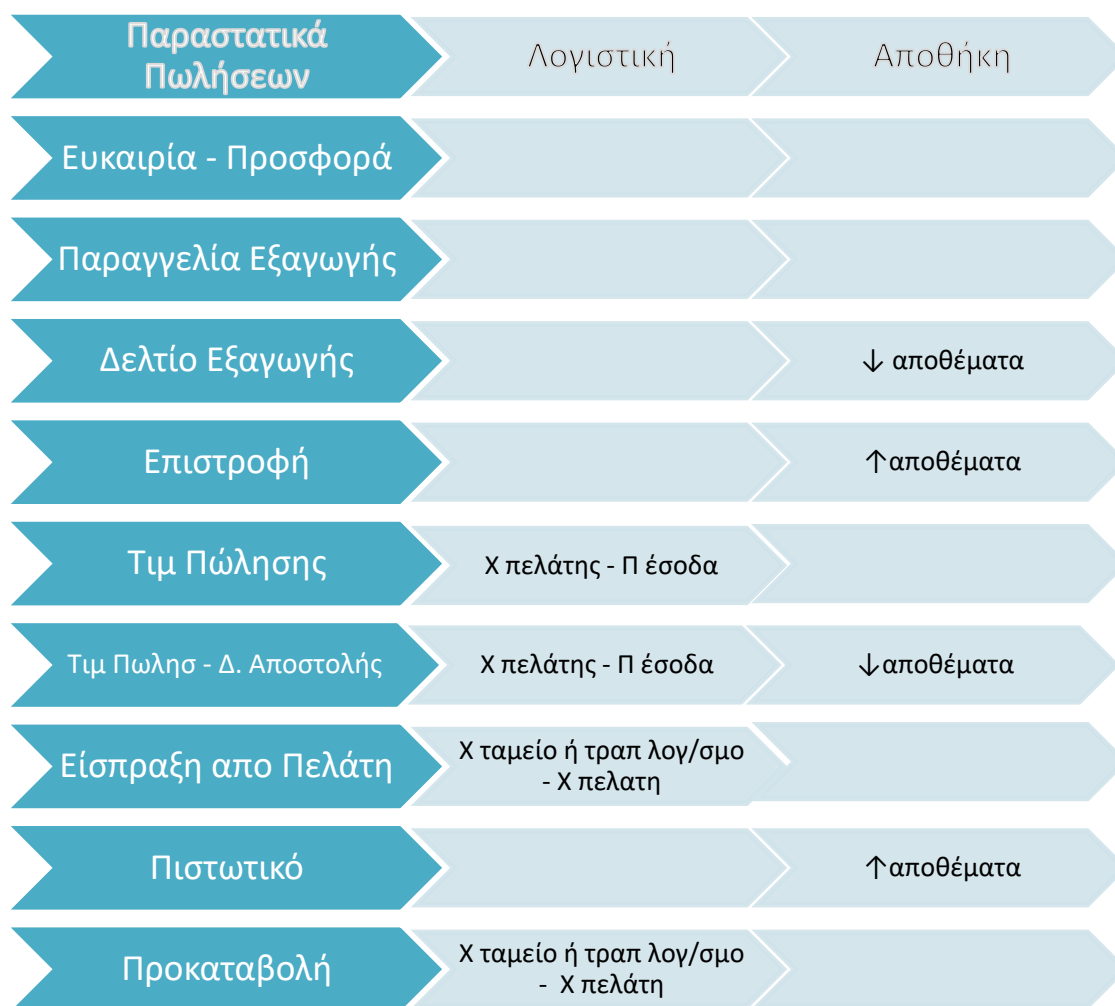 Παραστατικά
Πωλήσεων
Λογιστική
Αποθήκη
Ευκαιρία - Προσφορά
Παραγγελία Εξαγωγής
Δελτίο Εξαγωγής
↓ αποθέματα
Επιστροφή
↑αποθέματα
Τιμ Πώλησης
Χ πελάτης - Π έσοδα
Τιμ Πωλησ - Δ. Αποστολής
Χ πελάτης - Π έσοδα
↓αποθέματα
Είσπραξη απο Πελάτη
Χ ταμείο ή τραπ λογ/σμο
- Χ πελατη
Πιστωτικό
↑αποθέματα
Προκαταβολή
Χ ταμείο ή τραπ λογ/σμο
- Χ πελάτη